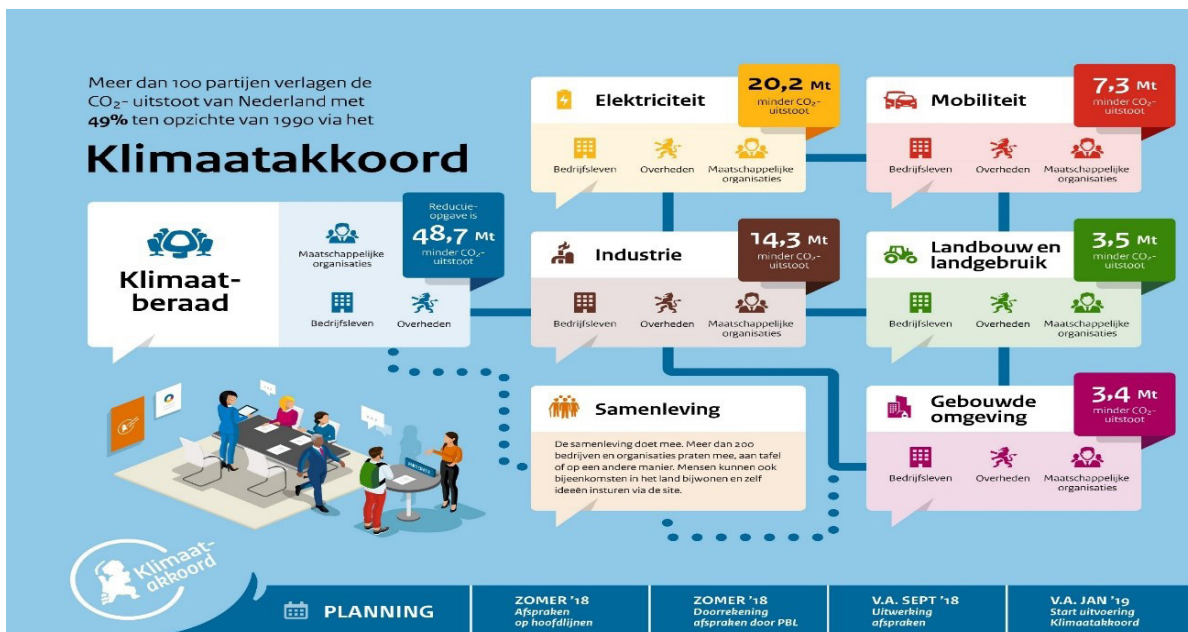 Meer dan 100 partijen verlagen de
CO₂- uitstoot van Nederland met
49% ten opzichte van 1990 via het
Klimaatakkoord
Klimaat-
beraad
Maatschappelijke
organisaties
Bedrijfsleven
Overheden
Reductie-
opgave is
48,7 Mt
minder CO₂-
uitstoot
Elektriciteit
20,2 Mt
minder CO₂-
uitstoot
Bedrijfsleven
Overheden
Maatschappelijke
organisaties
Mobiliteit
7,3 Mt
minder CO₂-
uitstoot
Bedrijfsleven
Overheden
Maatschappelijke
organisaties
Industrie
14,3 Mt
minder CO₂-
uitstoot
Bedrijfsleven
Overheden
Maatschappelijke
organisaties
Landbouw en
landgebruik
3,5 Mt
minder CO₂-
uitstoot
Bedrijfsleven
Overheden
Maatschappelijke
organisaties
Samenleving
De samenleving doet mee. Meer dan 200
bedrijven en organisaties praten mee, aan tafel
of op een andere manier. Mensen kunnen ook
bijeenkomsten in het land bijwonen en zelf
ideeën insturen via de site.
Gebouwde
omgeving
3,4 Mt
minder CO₂-
uitstoot
Bedrijfsleven
Overheden
Maatschappelijke
organisaties
Klimaat-
akkoord
PLANNING
ZOMER '18
Afspraken
op hoofdlijnen
ZOMER '18
Doorrekening
afspraken door PBL
V.A. SEPT '18
Uitwerking
afspraken
V.A. JAN '19
Start uitvoering
Klimaatakkoord